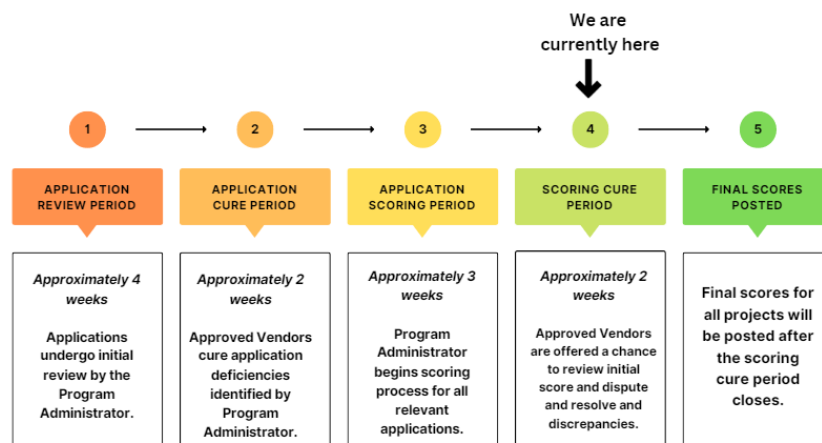 We are
currently here
1
2
3
4
5
APPLICATION
REVIEW PERIOD
APPLICATION
CURE PERIOD
APPLICATION
SCORING PERIOD
SCORING CURE
PERIOD
FINAL SCORES
POSTED
Approximately 4
weeks
Applications
undergo initial
review by the
Program
Administrator.
Approximately 2
weeks
Approved Vendors
cure application
deficiencies
identified by
Program
Administrator.
Approximately 3
weeks
Program
Administrator
begins scoring
process for all
relevant
applications.
Approximately 2
weeks
Approved Vendors
are offered a chance
to review initial
score and dispute
and resolve and
discrepancies.
Final scores for
all projects will
be posted after
the scoring
cure period
closes.